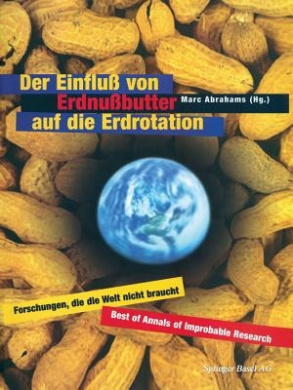 Der Einfluß von
Erdnußbutter Marc Abrahams (Hg.)
auf die Erdrotation
Forschungen, die die Welt nicht braucht
Best of Annals of Improbable Research
Springer Basel AG